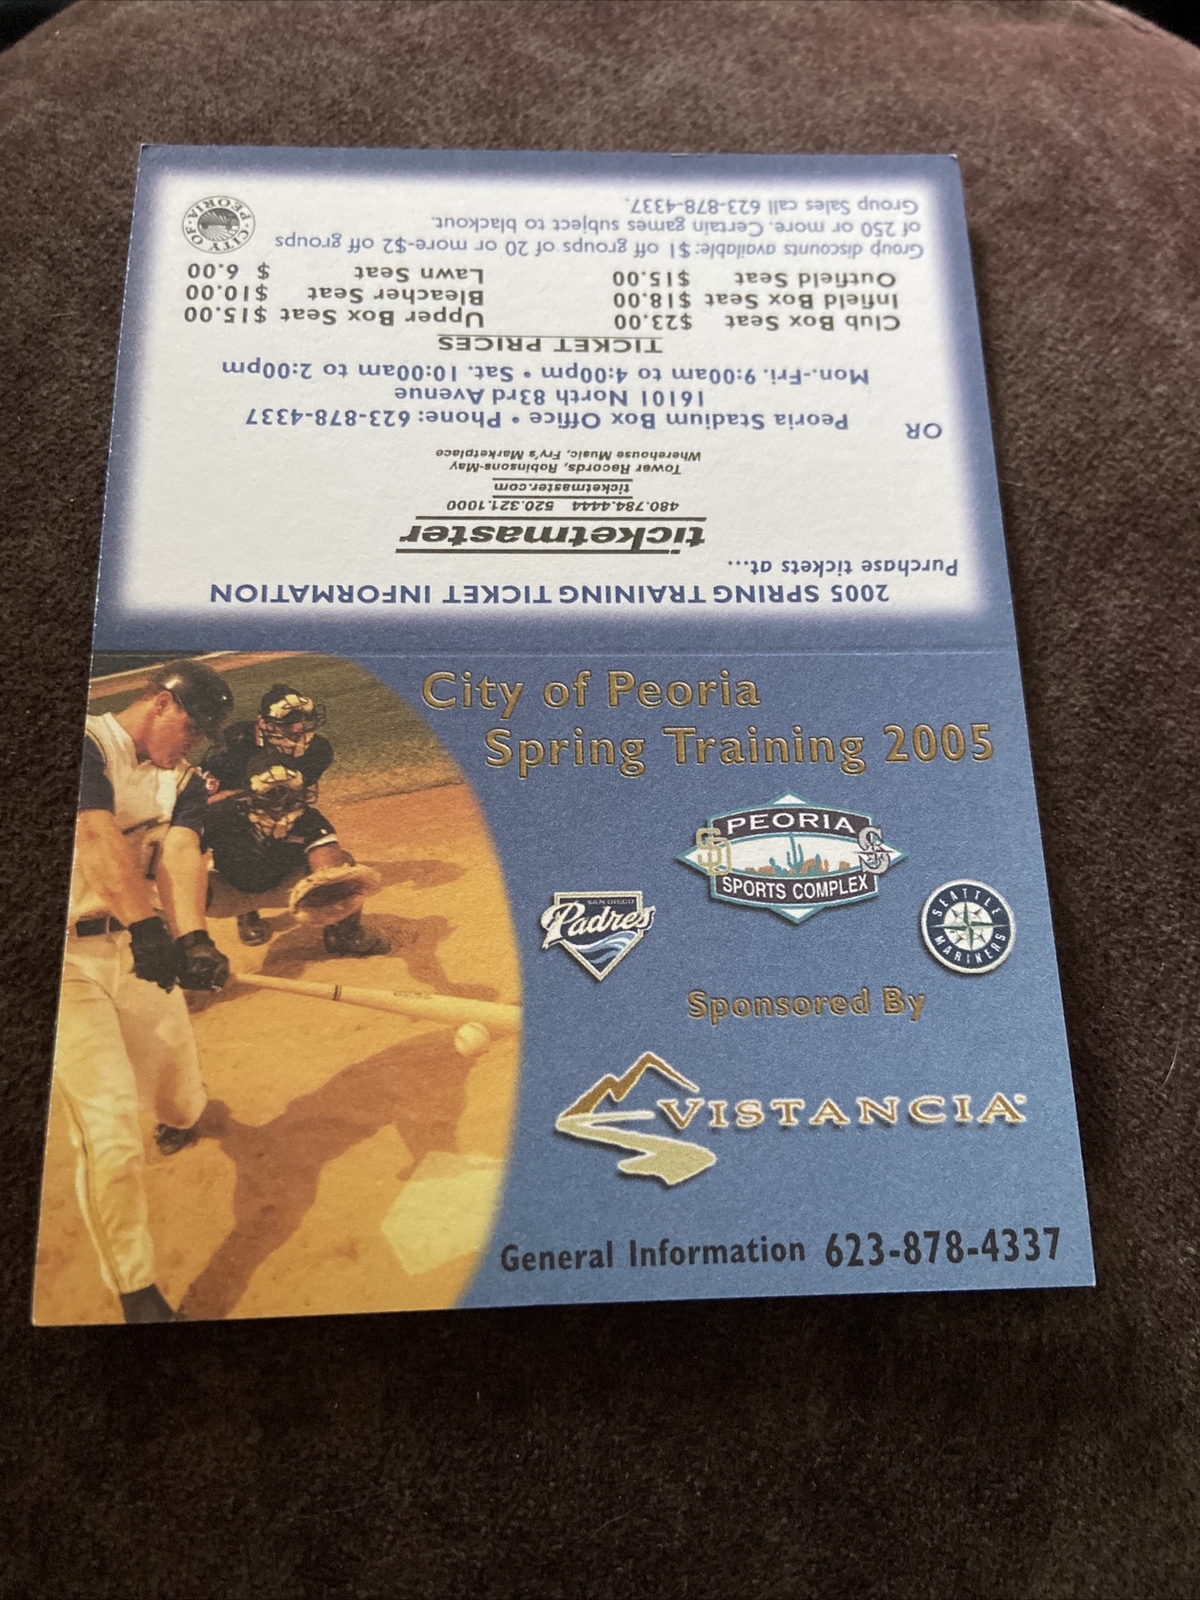 City of Peoria
Spring Training 2005
PEORIA
SD S
SPORTS COMPLEX
SAN DIEGO
Padres
SEATTLE
MARINERS
Sponsored By
VISTANCIA
General Information 623-878-4337
2005 SPRING TRAINING TICKET INFORMATION
Purchase tickets at...
ticketmaster
480.784.4444 520.321.1000
ticketmaster.com
Tower Records, Robinsons-May
Wherehouse Music, Fry's Marketplace
OR Peoria Stadium Box Office • Phone: 623-878-4337
16101 North 83rd Avenue
Mon.-Fri. 9:00am to 4:00pm • Sat. 10:00am to 2:00pm
TICKET PRICES
Club Box Seat $23.00 Upper Box Seat $15.00
Infield Box Seat $18.00 Bleacher Seat $10.00
Outfield Seat $15.00 Lawn Seat $ 6.00
Group discounts available: $1 off groups of 20 or more-$2 off groups
of 250 or more. Certain games subject to blackout.
Group Sales call 623-878-4337.
CITY OF PEORIA